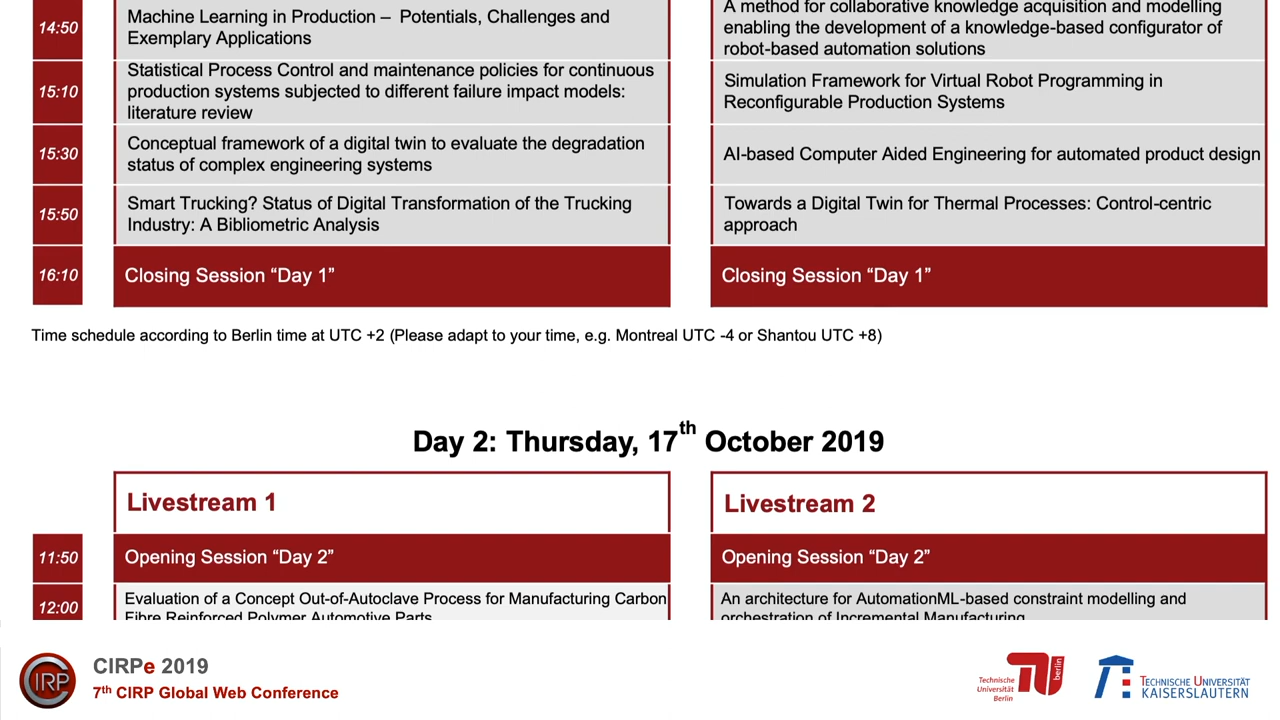 14:50
Machine Learning in Production – Potentials, Challenges and
Exemplary Applications
A method for collaborative knowledge acquisition and modelling
enabling the development of a knowledge-based configurator of
robot-based automation solutions
15:10
Statistical Process Control and maintenance policies for continuous
production systems subjected to different failure impact models:
literature review
Simulation Framework for Virtual Robot Programming in
Reconfigurable Production Systems
15:30
Conceptual framework of a digital twin to evaluate the degradation
status of complex engineering systems
AI-based Computer Aided Engineering for automated product design
15:50
Smart Trucking? Status of Digital Transformation of the Trucking
Industry: A Bibliometric Analysis
Towards a Digital Twin for Thermal Processes: Control-centric
approach
16:10
Closing Session “Day 1”
Closing Session “Day 1”
Time schedule according to Berlin time at UTC +2 (Please adapt to your time, e.g. Montreal UTC -4 or Shantou UTC +8)
Day 2: Thursday, 17th October 2019
Livestream 1
Livestream 2
11:50
Opening Session “Day 2”
Opening Session “Day 2”
12:00
Evaluation of a Concept Out-of-Autoclave Process for Manufacturing Carbon
Fibre Reinforced Polymer Automotive Parts
An architecture for AutomationML-based constraint modelling and
orchestration of Incremental Manufacturing
CIRP
CIRPe 2019
7th CIRP Global Web Conference
Technische
Universität
Berlin
berlin
TECHNISCHE UNIVERSITÄT
KAISERSLAUTERN